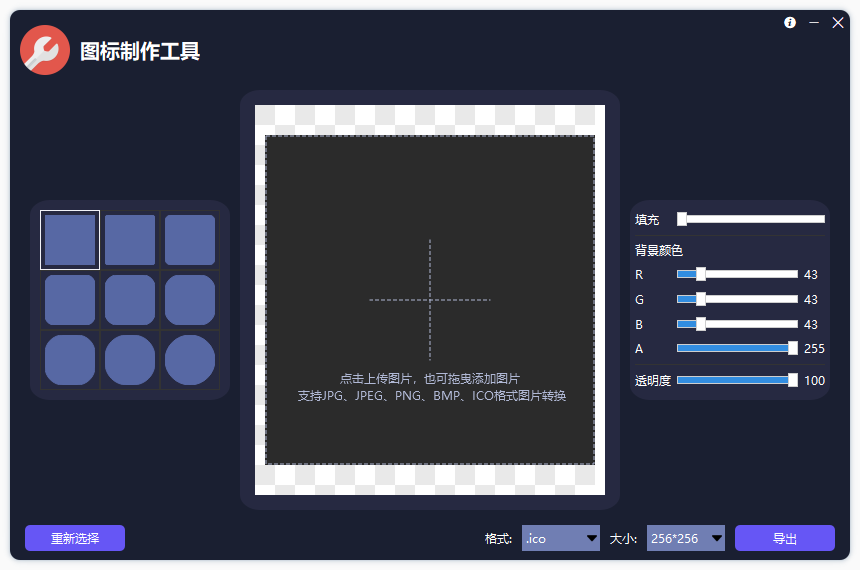 图标制作工具
填充
背景颜色
R 43
G 43
B 43
A 255
透明度 100
点击上传图片，也可拖曳添加图片
支持JPG、JPEG、PNG、BMP、ICO格式图片转换
重新选择
格式: .ico 大小: 256*256 导出